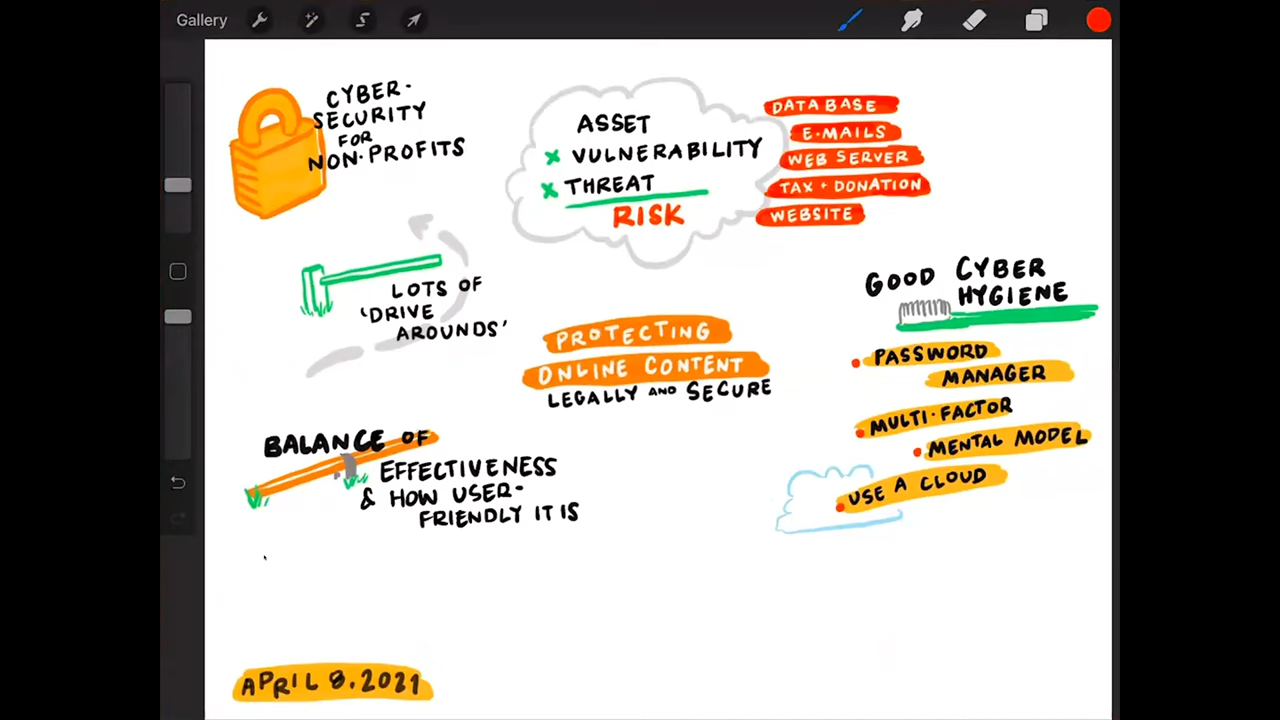 Gallery
CYBER-
SECURITY
FOR
NON-PROFITS
ASSET
x VULNERABILITY
x THREAT
RISK
DATABASE
E-MAILS
WEB SERVER
TAX + DONATION
WEBSITE
LOTS OF
'DRIVE
AROUNDS'
PROTECTING
ONLINE CONTENT
LEGALLY AND SECURE
GOOD CYBER
HYGIENE
• PASSWORD
MANAGER
• MULTI-FACTOR
• MENTAL MODEL
• USE A CLOUD
BALANCE OF
EFFECTIVENESS
& HOW USER-
FRIENDLY IT IS
APRIL 8, 2021